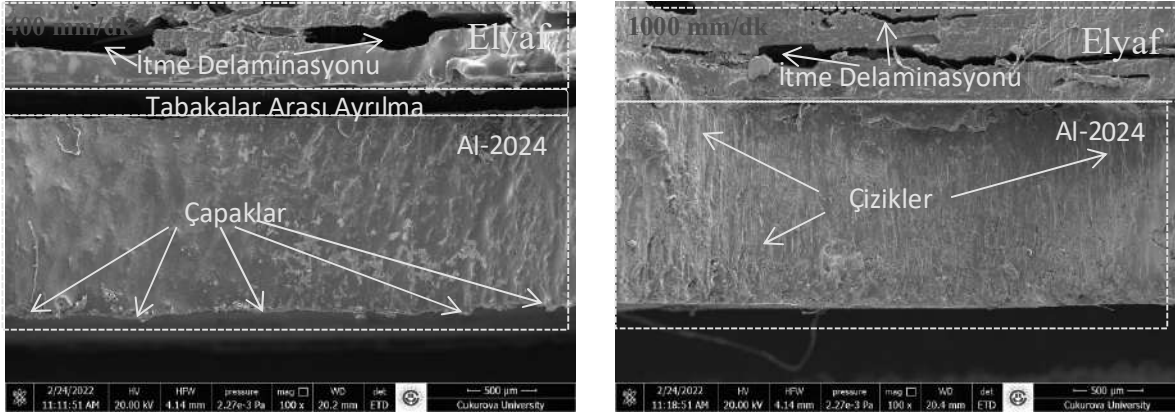 400 mm/dk
Elyaf
İtme Delaminasyonu
Tabakalar Arası Ayrılma
Al-2024
Çapaklar
2/24/2022 HV HFW pressure mag WD det 500 µm
11:11:51 AM 20.00 kV 4.14 mm 2.27e-3 Pa 100 x 20.2 mm ETD Cukurova University
1000 mm/dk
Elyaf
İtme Delaminasyonu
Al-2024
Çizikler
2/24/2022 HV HFW pressure mag WD det 500 µm
11:18:51 AM 20.00 kV 4.14 mm 2.27e-3 Pa 100 x 20.4 mm ETD Cukurova University